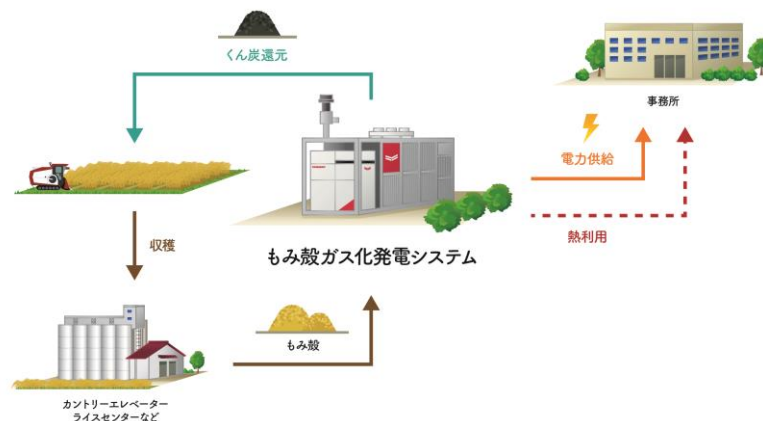 くん炭還元
事務所
電力供給
熱利用
収穫
もみ殻ガス化発電システム
もみ殻
カントリーエレベーター
ライスセンターなど